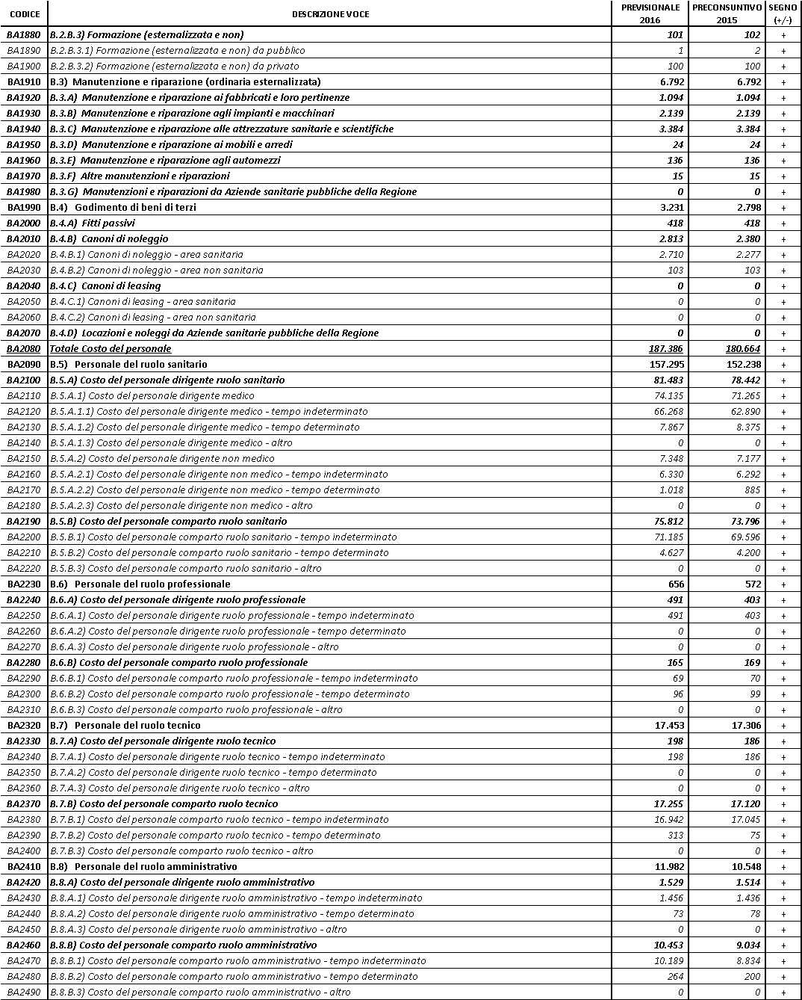 CODICE DESCRIZIONE VOCE PREVISIONALE 2016 PRECONSUNTIVO 2015 SEGNO (+/-)
BA1880 B.2.B.3) Formazione (esternalizzata e non) 101 102 +
BA1890 B.2.B.3.1) Formazione (esternalizzata e non) da pubblico 1 2 +
BA1900 B.2.B.3.2) Formazione (esternalizzata e non) da privato 100 100 +
BA1910 B.3) Manutenzione e riparazione (ordinaria esternalizzata) 6.792 6.792 +
BA1920 B.3.A) Manutenzione e riparazione ai fabbricati e loro pertinenze 1.094 1.094 +
BA1930 B.3.B) Manutenzione e riparazione agli impianti e macchinari 2.139 2.139 +
BA1940 B.3.C) Manutenzione e riparazione alle attrezzature sanitarie e scientifiche 3.384 3.384 +
BA1950 B.3.D) Manutenzione e riparazione ai mobili e arredi 24 24 +
BA1960 B.3.E) Manutenzione e riparazione agli automezzi 136 136 +
BA1970 B.3.F) Altre manutenzioni e riparazioni 15 15 +
BA1980 B.3.G) Manutenzioni e riparazioni da Aziende sanitarie pubbliche della Regione 0 0 +
BA1990 B.4) Godimento di beni di terzi 3.231 2.798 +
BA2000 B.4.A) Fitti passivi 418 418 +
BA2010 B.4.B) Canoni di noleggio 2.813 2.380 +
BA2020 B.4.B.1) Canoni di noleggio - area sanitaria 2.710 2.277 +
BA2030 B.4.B.2) Canoni di noleggio - area non sanitaria 103 103 +
BA2040 B.4.C) Canoni di leasing 0 0 +
BA2050 B.4.C.1) Canoni di leasing - area sanitaria 0 0 +
BA2060 B.4.C.2) Canoni di leasing - area non sanitaria 0 0 +
BA2070 B.4.D) Locazioni e noleggi da Aziende sanitarie pubbliche della Regione 0 0 +
BA2080 Totale Costo del personale 187.386 180.664 +
BA2090 B.5) Personale del ruolo sanitario 157.295 152.238 +
BA2100 B.5.A) Costo del personale dirigente ruolo sanitario 81.483 78.442 +
BA2110 B.5.A.1) Costo del personale dirigente medico 74.135 71.265 +
BA2120 B.5.A.1.1) Costo del personale dirigente medico - tempo indeterminato 66.268 62.890 +
BA2130 B.5.A.1.2) Costo del personale dirigente medico - tempo determinato 7.867 8.375 +
BA2140 B.5.A.1.3) Costo del personale dirigente medico - altro 0 0 +
BA2150 B.5.A.2) Costo del personale dirigente non medico 7.348 7.177 +
BA2160 B.5.A.2.1) Costo del personale dirigente non medico - tempo indeterminato 6.330 6.292 +
BA2170 B.5.A.2.2) Costo del personale dirigente non medico - tempo determinato 1.018 885 +
BA2180 B.5.A.2.3) Costo del personale dirigente non medico - altro 0 0 +
BA2190 B.5.B) Costo del personale comparto ruolo sanitario 75.812 73.796 +
BA2200 B.5.B.1) Costo del personale comparto ruolo sanitario - tempo indeterminato 71.185 69.596 +
BA2210 B.5.B.2) Costo del personale comparto ruolo sanitario - tempo determinato 4.627 4.200 +
BA2220 B.5.B.3) Costo del personale comparto ruolo sanitario - altro 0 0 +
BA2230 B.6) Personale del ruolo professionale 656 572 +
BA2240 B.6.A) Costo del personale dirigente ruolo professionale 491 403 +
BA2250 B.6.A.1) Costo del personale dirigente ruolo professionale - tempo indeterminato 491 403 +
BA2260 B.6.A.2) Costo del personale dirigente ruolo professionale - tempo determinato 0 0 +
BA2270 B.6.A.3) Costo del personale dirigente ruolo professionale - altro 0 0 +
BA2280 B.6.B) Costo del personale comparto ruolo professionale 165 169 +
BA2290 B.6.B.1) Costo del personale comparto ruolo professionale - tempo indeterminato 69 70 +
BA2300 B.6.B.2) Costo del personale comparto ruolo professionale - tempo determinato 96 99 +
BA2310 B.6.B.3) Costo del personale comparto ruolo professionale - altro 0 0 +
BA2320 B.7) Personale del ruolo tecnico 17.453 17.306 +
BA2330 B.7.A) Costo del personale dirigente ruolo tecnico 198 186 +
BA2340 B.7.A.1) Costo del personale dirigente ruolo tecnico - tempo indeterminato 198 186 +
BA2350 B.7.A.2) Costo del personale dirigente ruolo tecnico - tempo determinato 0 0 +
BA2360 B.7.A.3) Costo del personale dirigente ruolo tecnico - altro 0 0 +
BA2370 B.7.B) Costo del personale comparto ruolo tecnico 17.255 17.120 +
BA2380 B.7.B.1) Costo del personale comparto ruolo tecnico - tempo indeterminato 16.942 17.045 +
BA2390 B.7.B.2) Costo del personale comparto ruolo tecnico - tempo determinato 313 75 +
BA2400 B.7.B.3) Costo del personale comparto ruolo tecnico - altro 0 0 +
BA2410 B.8) Personale del ruolo amministrativo 11.982 10.548 +
BA2420 B.8.A) Costo del personale dirigente ruolo amministrativo 1.529 1.514 +
BA2430 B.8.A.1) Costo del personale dirigente ruolo amministrativo - tempo indeterminato 1.456 1.436 +
BA2440 B.8.A.2) Costo del personale dirigente ruolo amministrativo - tempo determinato 73 78 +
BA2450 B.8.A.3) Costo del personale dirigente ruolo amministrativo - altro 0 0 +
BA2460 B.8.B) Costo del personale comparto ruolo amministrativo 10.453 9.034 +
BA2470 B.8.B.1) Costo del personale comparto ruolo amministrativo - tempo indeterminato 10.189 8.834 +
BA2480 B.8.B.2) Costo del personale comparto ruolo amministrativo - tempo determinato 264 200 +
BA2490 B.8.B.3) Costo del personale comparto ruolo amministrativo - altro 0 0 +